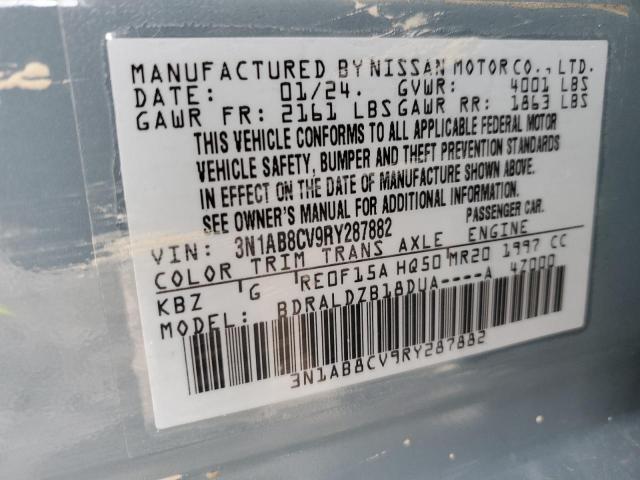 MANUFACTURED BY NISSAN MOTOR CO., LTD.
DATE: 01/24. GVWR: 4001 LBS
GAWR FR: 2161 LBS GAWR RR: 1863 LBS
THIS VEHICLE CONFORMS TO ALL APPLICABLE FEDERAL MOTOR
VEHICLE SAFETY, BUMPER AND THEFT PREVENTION STANDARDS
IN EFFECT ON THE DATE OF MANUFACTURE SHOWN ABOVE.
SEE OWNER'S MANUAL FOR ADDITIONAL INFORMATION.
VIN: 3N1AB8CV9RY287882 PASSENGER CAR.
COLOR TRIM TRANS AXLE ENGINE
KBZ G RE0F15A HQ50 MR20 1997 CC
MODEL: BDRALDZB18DUA----A 4Z000
3N1AB8CV9RY287882